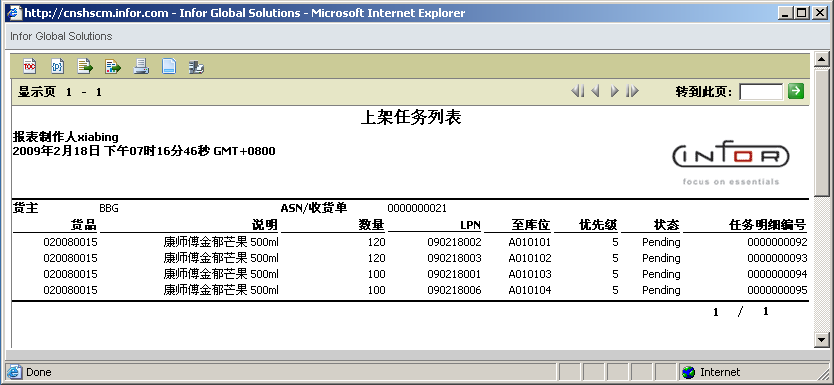 http://cnshscm.infor.com - Infor Global Solutions - Microsoft Internet Explorer
Infor Global Solutions
TOC
显示页 1 - 1 转到此页:
上架任务列表
报表制作人xiabing
2009年2月18日 下午07时16分46秒 GMT+0800
infor
focus on essentials
货主 BBG ASN/收货单 0000000021
货品 说明 数量 LPN 至库位 优先级 状态 任务明细编号
020080015 康师傅金郁芒果 500ml 120 090218002 A010101 5 Pending 0000000092
020080015 康师傅金郁芒果 500ml 120 090218003 A010102 5 Pending 0000000093
020080015 康师傅金郁芒果 500ml 100 090218001 A010103 5 Pending 0000000094
020080015 康师傅金郁芒果 500ml 100 090218006 A010104 5 Pending 0000000095
1 / 1
Done Internet